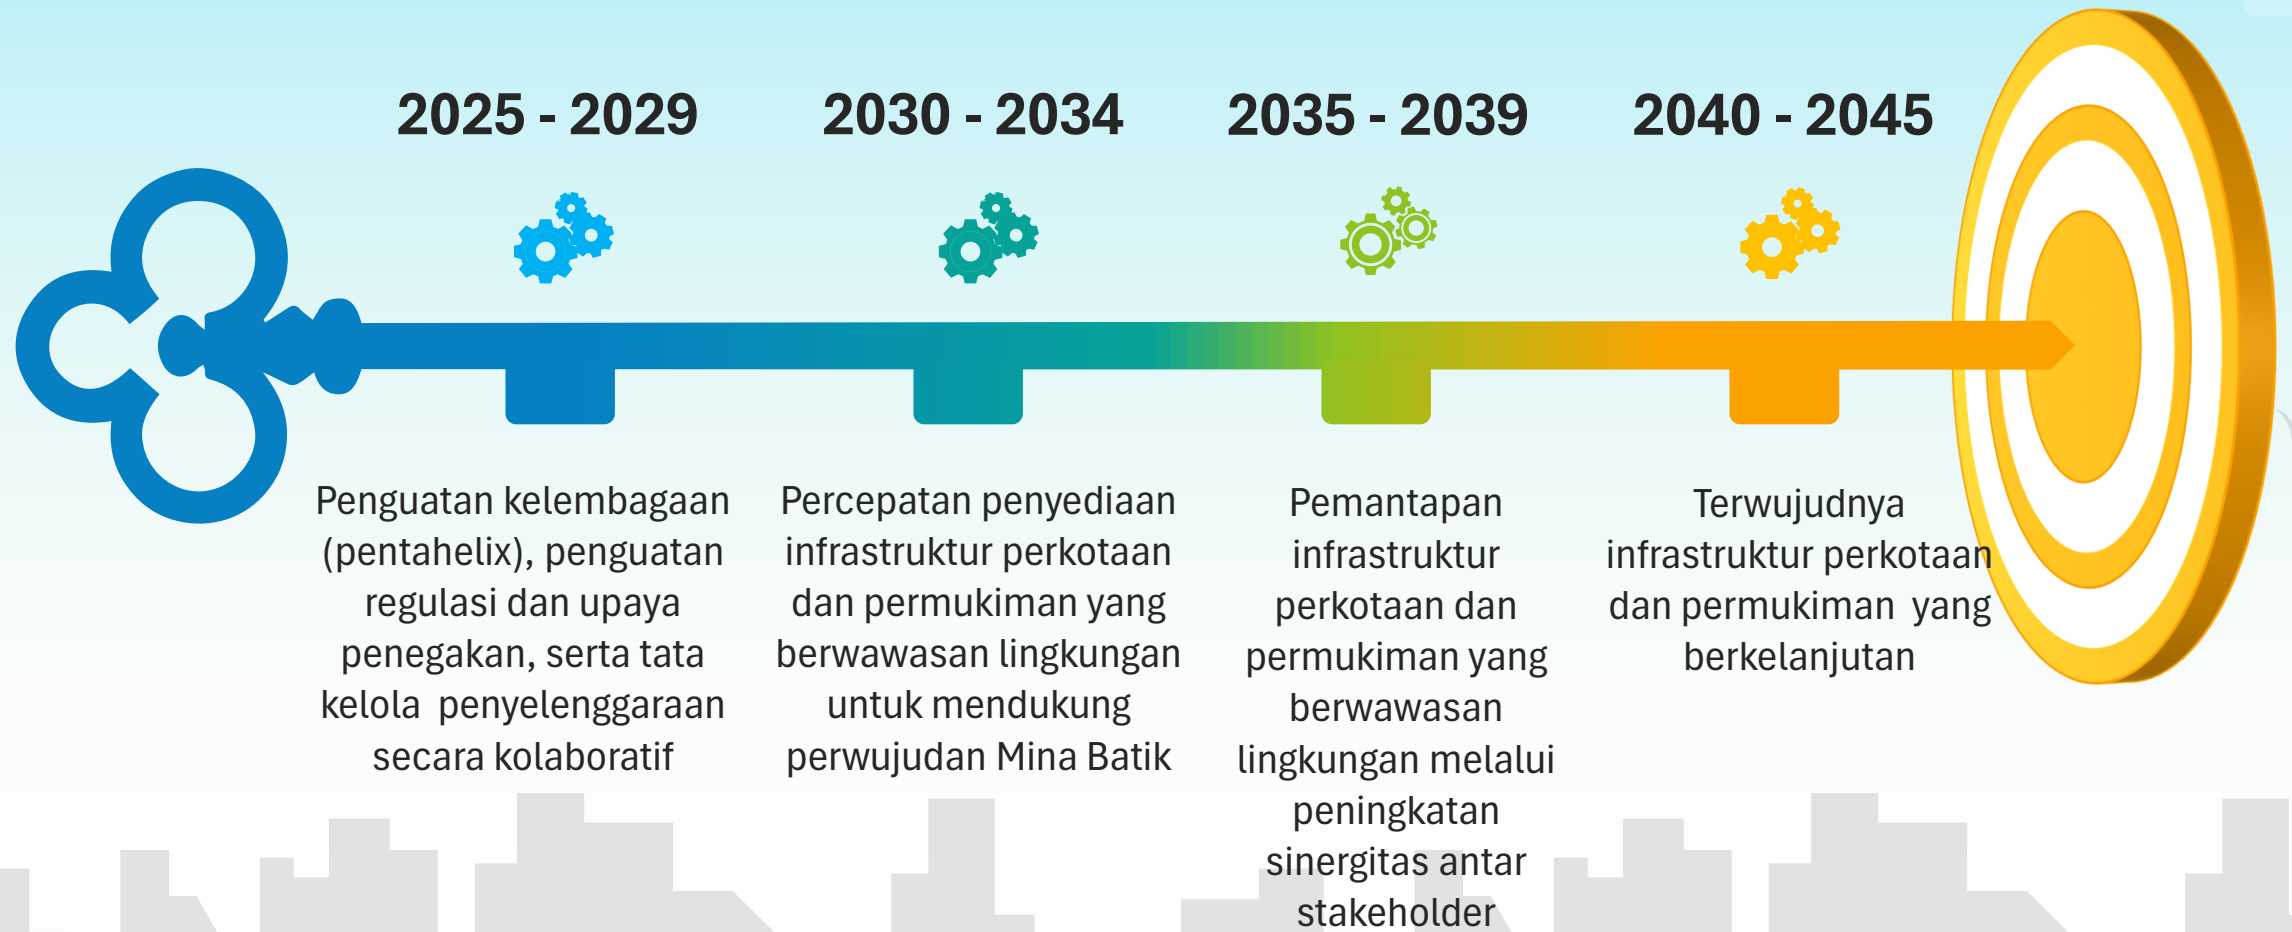 2025 - 2029
Penguatan kelembagaan
(pentahelix), penguatan
regulasi dan upaya
penegakan, serta tata
kelola  penyelenggaraan
secara kolaboratif
2030 - 2034
Percepatan penyediaan
infrastruktur perkotaan
dan permukiman yang
berwawasan lingkungan
untuk mendukung
perwujudan Mina Batik
2035 - 2039
Pemantapan
infrastruktur
perkotaan dan
permukiman yang
berwawasan
lingkungan melalui
peningkatan
sinergitas antar
stakeholder
2040 - 2045
Terwujudnya
infrastruktur perkotaan
dan permukiman  yang
berkelanjutan